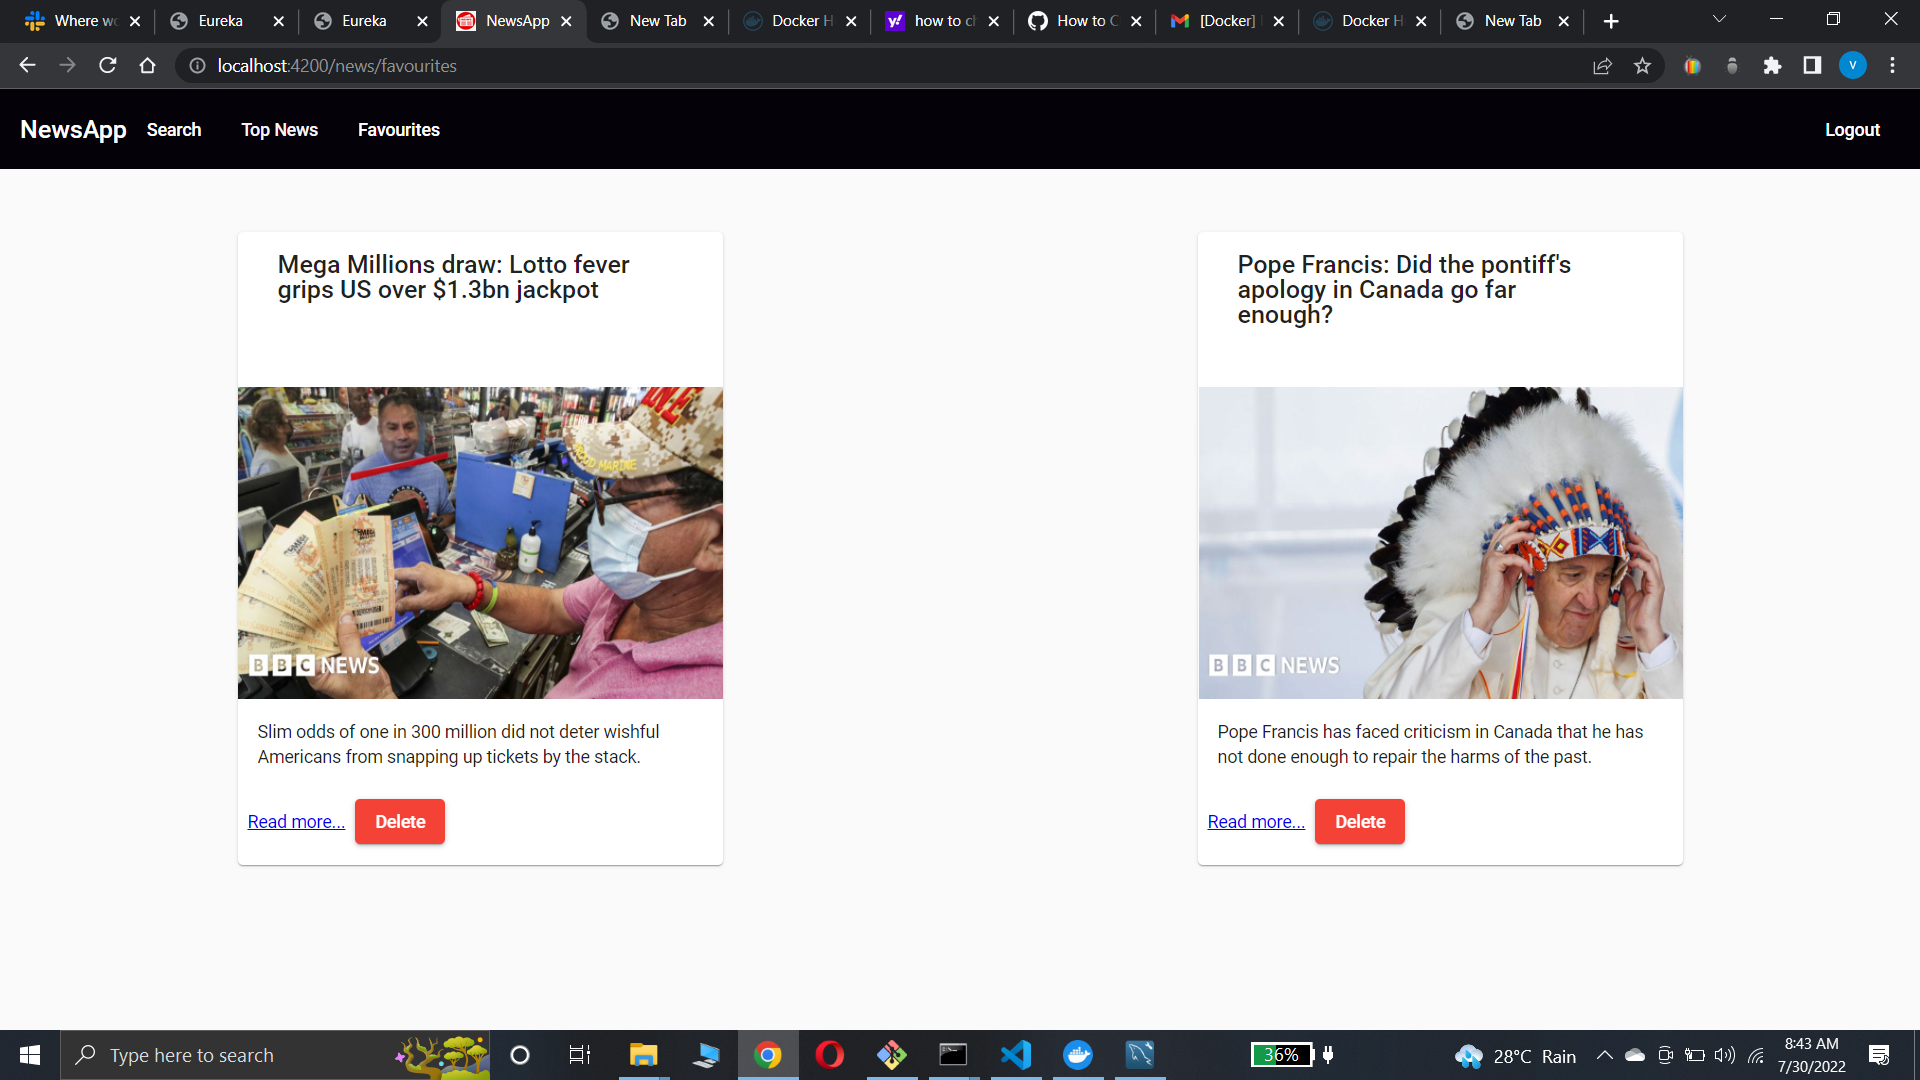 Where wo
Eureka
Eureka
NewsApp
New Tab
Docker H
how to ch
How to C
[Docker]
Docker H
New Tab
localhost:4200/news/favourites
V
NewsApp
Search
Top News
Favourites
Logout
Mega Millions draw: Lotto fever
grips US over $1.3bn jackpot
BBC NEWS
Slim odds of one in 300 million did not deter wishful
Americans from snapping up tickets by the stack.
Read more...
Delete
Pope Francis: Did the pontiff's
apology in Canada go far
enough?
BBC NEWS
Pope Francis has faced criticism in Canada that he has
not done enough to repair the harms of the past.
Read more...
Delete
Type here to search
36%
28°C Rain
8:43 AM
7/30/2022